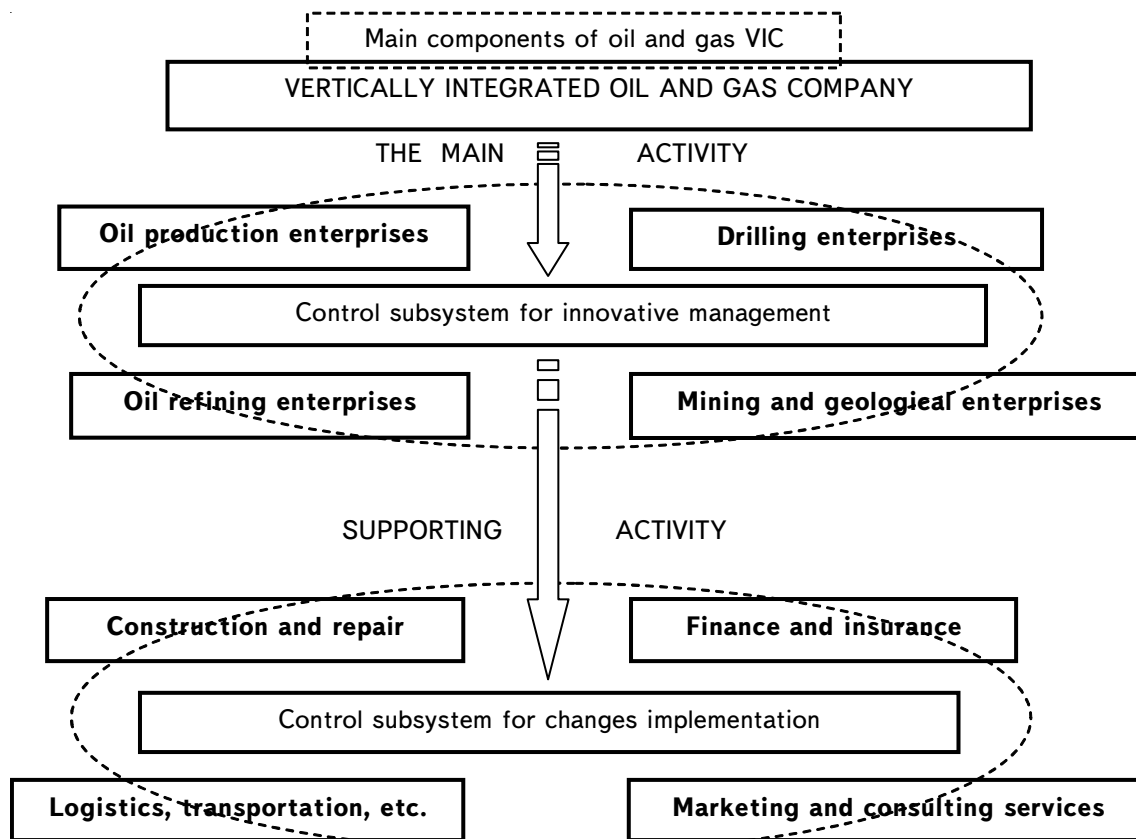 Main components of oil and gas VIC
VERTICALLY INTEGRATED OIL AND GAS COMPANY
THE MAIN ACTIVITY
Oil production enterprises
Drilling enterprises
Control subsystem for innovative management
Oil refining enterprises
Mining and geological enterprises
SUPPORTING ACTIVITY
Construction and repair
Finance and insurance
Control subsystem for changes implementation
Logistics, transportation, etc.
Marketing and consulting services